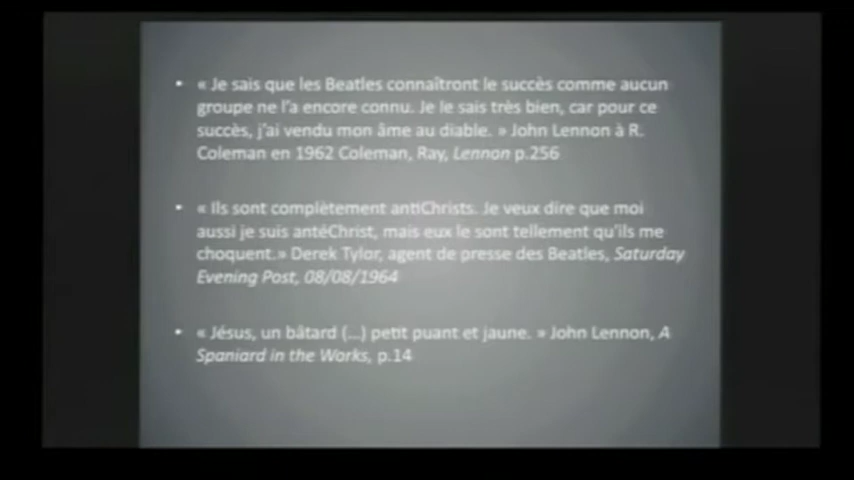 • « Je sais que les Beatles connaîtront le succès comme aucun
groupe ne l'a encore connu. Je le sais très bien, car pour ce
succès, j'ai vendu mon âme au diable. » John Lennon à R.
Coleman en 1962 Coleman, Ray, Lennon p.256
• « Ils sont complètement antiChrists. Je veux dire que moi
aussi je suis antéChrist, mais eux le sont tellement qu'ils me
choquent.» Derek Tylor, agent de presse des Beatles, Saturday
Evening Post, 08/08/1964
• « Jésus, un bâtard (...) petit puant et jaune. » John Lennon, A
Spaniard in the Works, p.14